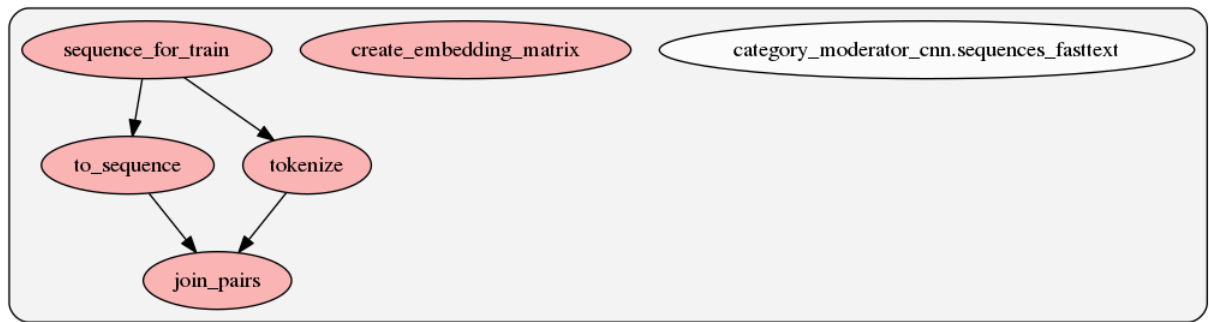 sequence_for_train
create_embedding_matrix
category_moderator_cnn.sequences_fasttext
to_sequence
tokenize
join_pairs